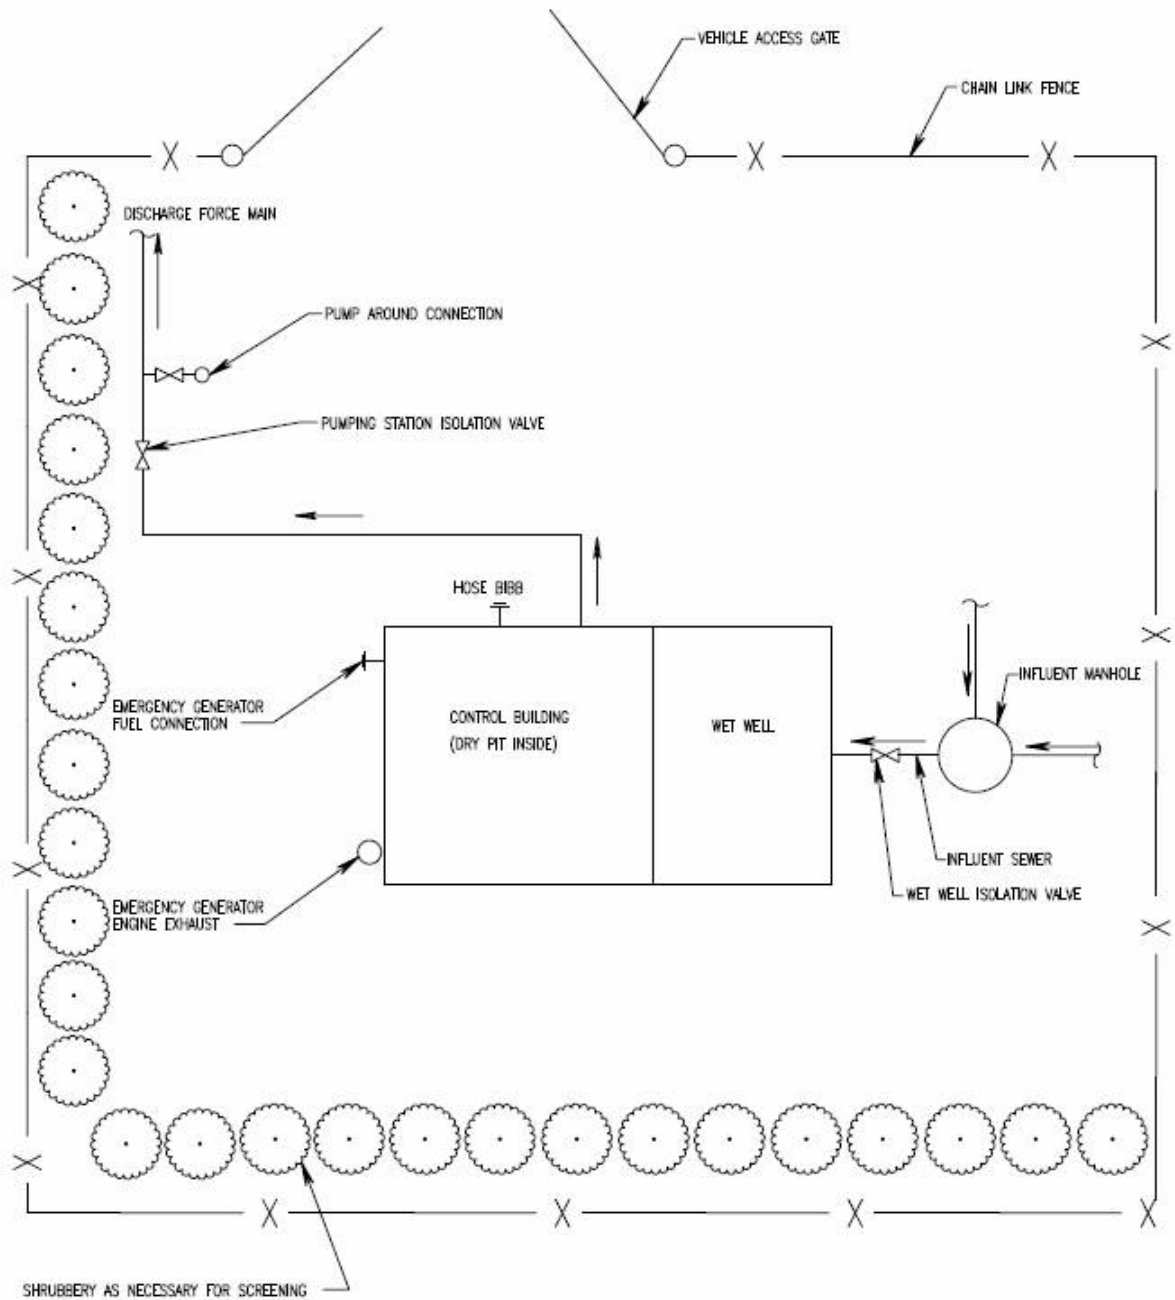 VEHICLE ACCESS GATE
CHAIN LINK FENCE
DISCHARGE FORCE MAIN
PUMP AROUND CONNECTION
PUMPING STATION ISOLATION VALVE
HOSE BIBB
INFLUENT MANHOLE
EMERGENCY GENERATOR
FUEL CONNECTION
CONTROL BUILDING
(DRY PIT INSIDE)
WET WELL
INFLUENT SEWER
WET WELL ISOLATION VALVE
EMERGENCY GENERATOR
ENGINE EXHAUST
SHRUBBERY AS NECESSARY FOR SCREENING